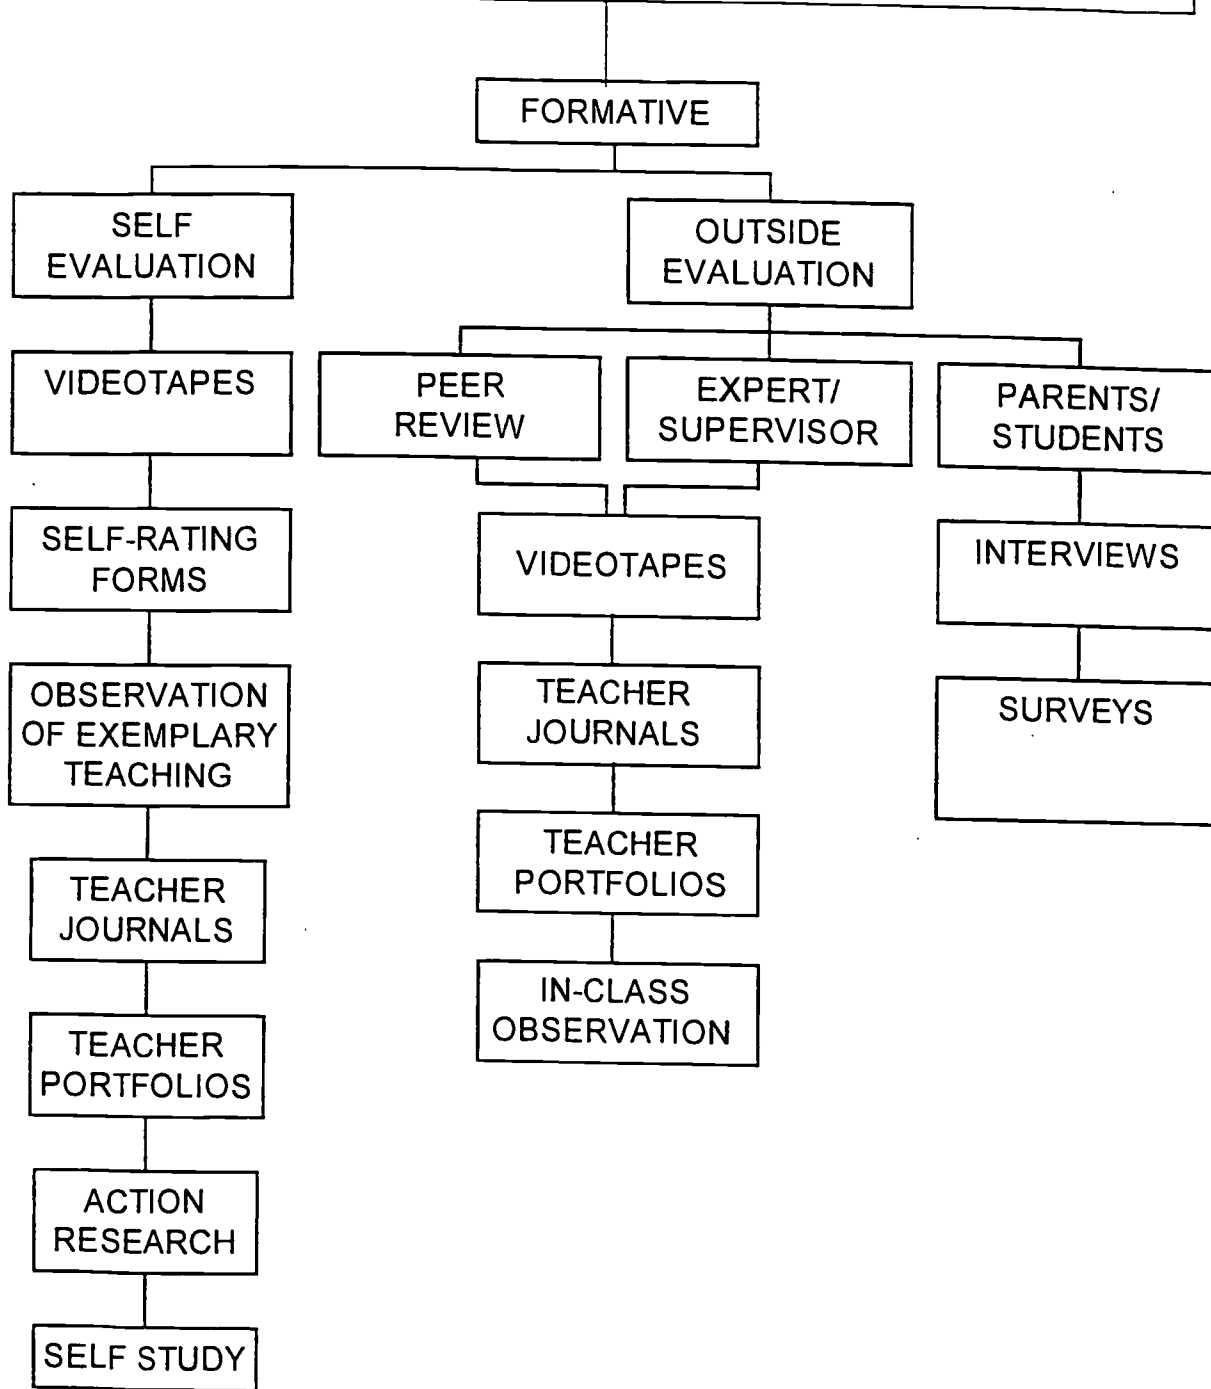 FORMATIVE
SELF
EVALUATION
OUTSIDE
EVALUATION
VIDEOTAPES
PEER
REVIEW
EXPERT/
SUPERVISOR
PARENTS/
STUDENTS
SELF-RATING
FORMS
VIDEOTAPES
INTERVIEWS
OBSERVATION
OF EXEMPLARY
TEACHING
TEACHER
JOURNALS
SURVEYS
TEACHER
JOURNALS
TEACHER
PORTFOLIOS
TEACHER
PORTFOLIOS
IN-CLASS
OBSERVATION
ACTION
RESEARCH
SELF STUDY